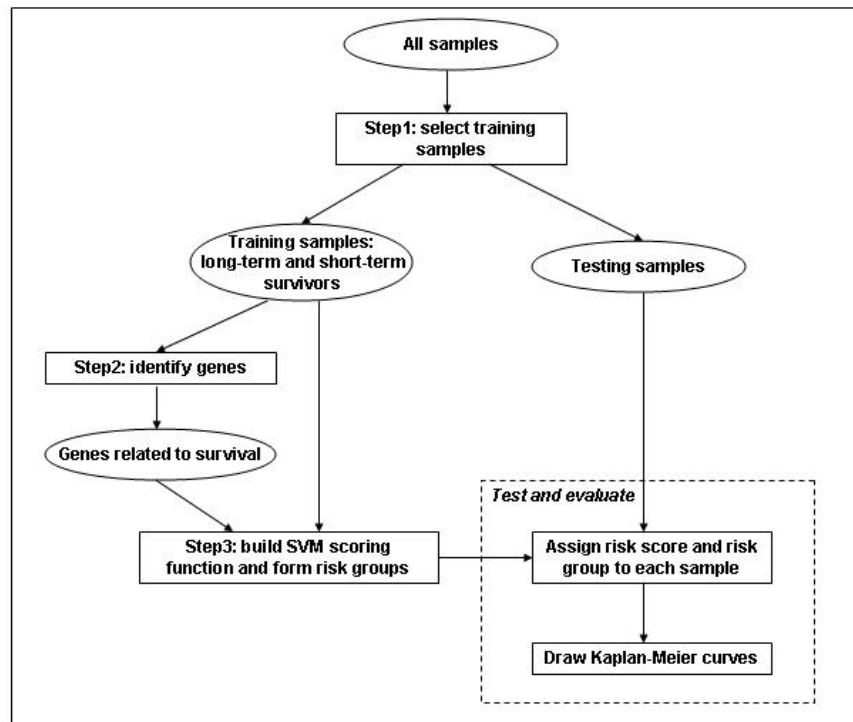 All samples
Step1: select training
samples
Training samples:
long-term and short-term
survivors
Testing samples
Step2: identify genes
Genes related to survival
Test and evaluate
Step3: build SVM scoring
function and form risk groups
Assign risk score and risk
group to each sample
Draw Kaplan-Meier curves